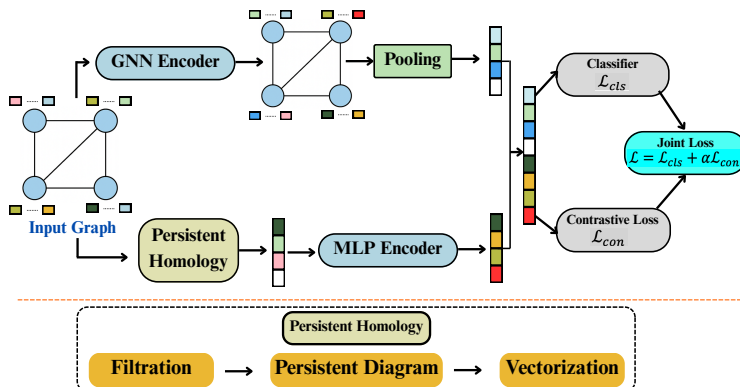 GNN Encoder
Pooling
Classifier
ℒ_cls
Joint Loss
ℒ = ℒ_cls + αℒ_con
Input Graph
Persistent
Homology
MLP Encoder
Contrastive Loss
ℒ_con
Persistent Homology
Filtration
Persistent Diagram
Vectorization